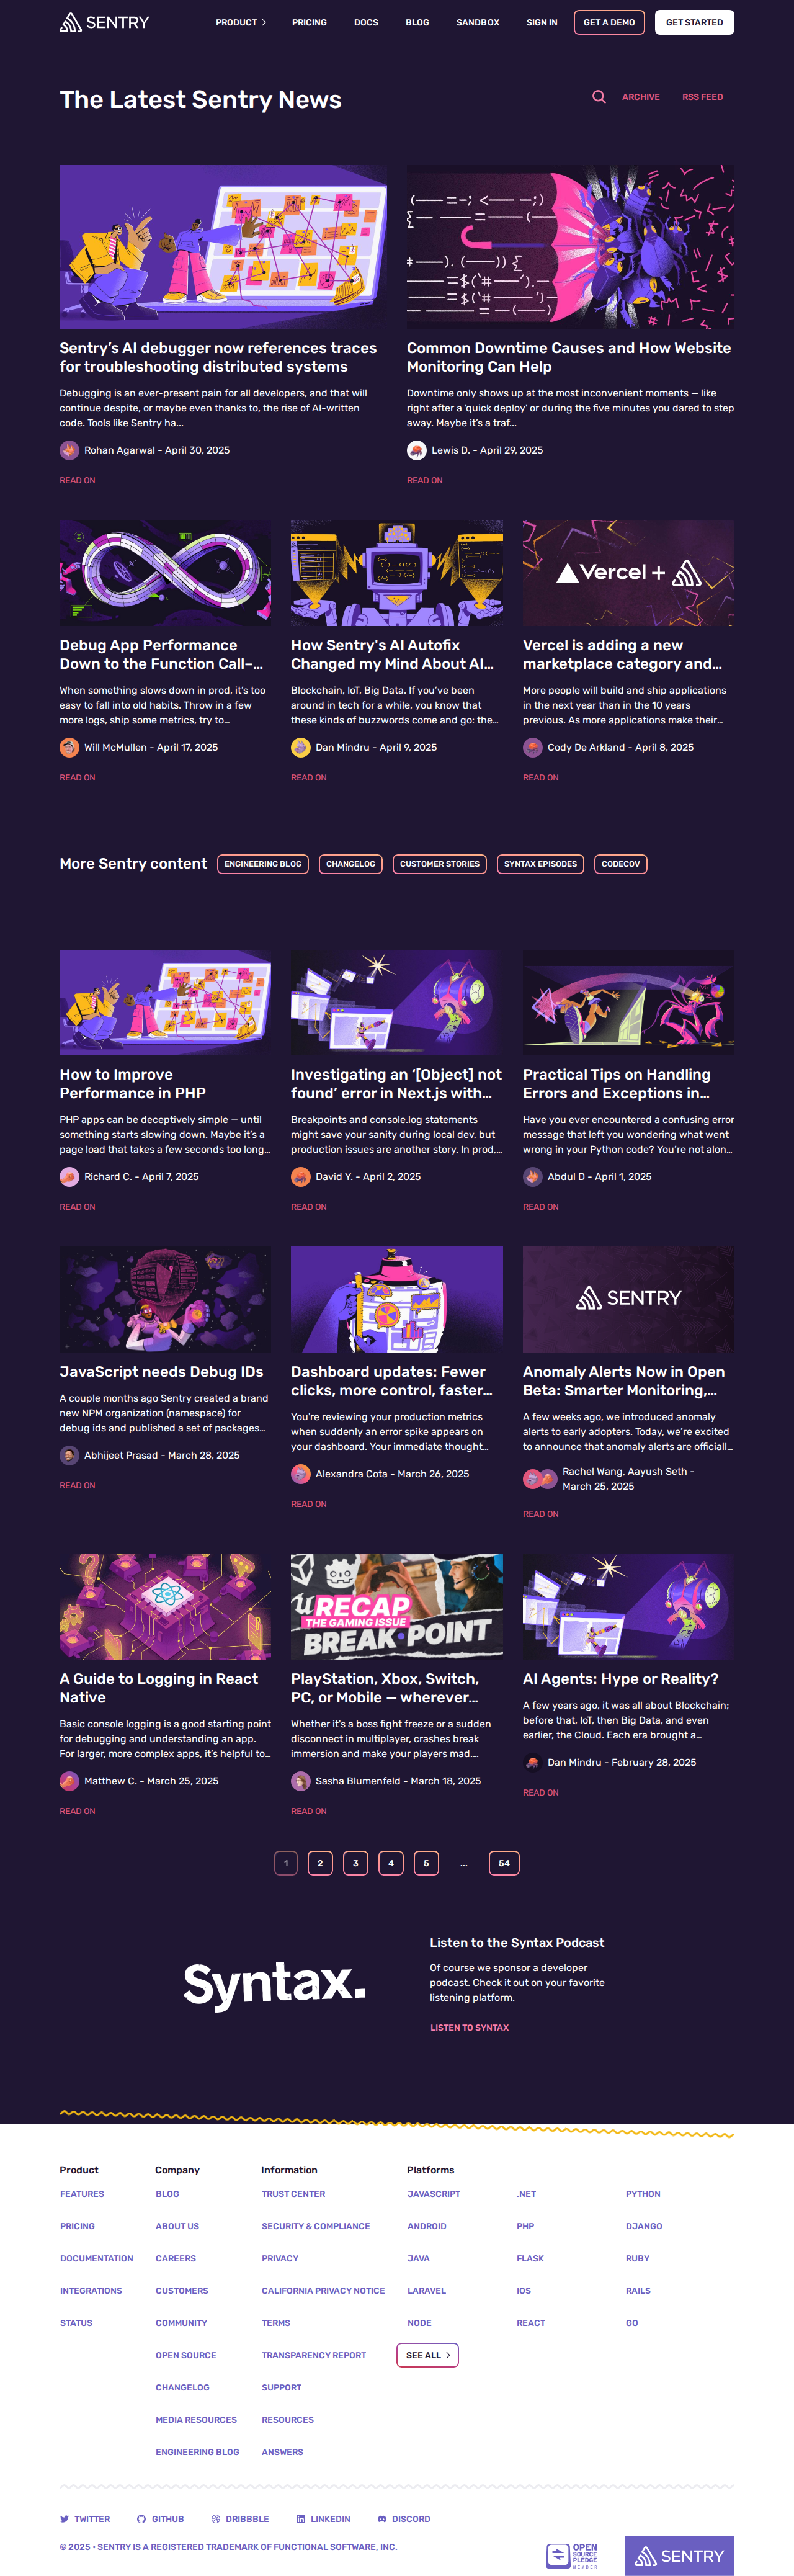 SENTRY
PRODUCT
PRICING
DOCS
BLOG
SANDBOX
SIGN IN
GET A DEMO
GET STARTED
The Latest Sentry News
ARCHIVE
RSS FEED
Sentry’s AI debugger now references traces
for troubleshooting distributed systems
Debugging is an ever-present pain for all developers, and that will
continue despite, or maybe even thanks to, the rise of AI-written
code. Tools like Sentry ha...
Rohan Agarwal - April 30, 2025
READ ON
Common Downtime Causes and How Website
Monitoring Can Help
Downtime only shows up at the most inconvenient moments — like
right after a 'quick deploy' or during the five minutes you dared to step
away. Maybe it’s a traf...
Lewis D. - April 29, 2025
READ ON
Debug App Performance
Down to the Function Call–...
When something slows down in prod, it’s too
easy to fall into old habits. Throw in a few
more logs, ship some metrics, try to...
Will McMullen - April 17, 2025
READ ON
How Sentry's AI Autofix
Changed my Mind About AI...
Blockchain, IoT, Big Data. If you’ve been
around in tech for a while, you know that
these kinds of buzzwords come and go: the...
Dan Mindru - April 9, 2025
READ ON
Vercel +
Vercel is adding a new
marketplace category and...
More people will build and ship applications
in the next year than in the 10 years
previous. As more applications make their...
Cody De Arkland - April 8, 2025
READ ON
More Sentry content
ENGINEERING BLOG
CHANGELOG
CUSTOMER STORIES
SYNTAX EPISODES
CODECOV
How to Improve
Performance in PHP
PHP apps can be deceptively simple — until
something starts slowing down. Maybe it’s a
page load that takes a few seconds too long...
Richard C. - April 7, 2025
READ ON
Investigating an ‘[Object] not
found’ error in Next.js with...
Breakpoints and console.log statements
might save your sanity during local dev, but
production issues are another story. In prod,...
David Y. - April 2, 2025
READ ON
Practical Tips on Handling
Errors and Exceptions in...
Have you ever encountered a confusing error
message that left you wondering what went
wrong in your Python code? You’re not alon...
Abdul D - April 1, 2025
READ ON
JavaScript needs Debug IDs
A couple months ago Sentry created a brand
new NPM organization (namespace) for
debug ids and published a set of packages...
Abhijeet Prasad - March 28, 2025
READ ON
Dashboard updates: Fewer
clicks, more control, faster...
You’re reviewing your production metrics
when suddenly an error spike appears on
your dashboard. Your immediate thought...
Alexandra Cota - March 26, 2025
READ ON
SENTRY
Anomaly Alerts Now in Open
Beta: Smarter Monitoring,...
A few weeks ago, we introduced anomaly
alerts to early adopters. Today, we’re excited
to announce that anomaly alerts are officiall...
Rachel Wang, Aayush Seth -
March 25, 2025
READ ON
A Guide to Logging in React
Native
Basic console logging is a good starting point
for debugging and understanding an app.
For larger, more complex apps, it’s helpful to...
Matthew C. - March 25, 2025
READ ON
RECAP
THE GAMING ISSUE
BREAK POINT
PlayStation, Xbox, Switch,
PC, or Mobile — wherever...
Whether it's a boss fight freeze or a sudden
disconnect in multiplayer, crashes break
immersion and make your players mad....
Sasha Blumenfeld - March 18, 2025
READ ON
AI Agents: Hype or Reality?
A few years ago, it was all about Blockchain;
before that, IoT, then Big Data, and even
earlier, the Cloud. Each era brought a...
Dan Mindru - February 28, 2025
READ ON
1
2
3
4
5
...
54
Syntax.
Listen to the Syntax Podcast
Of course we sponsor a developer
podcast. Check it out on your favorite
listening platform.
LISTEN TO SYNTAX
Product
FEATURES
PRICING
DOCUMENTATION
INTEGRATIONS
STATUS
Company
BLOG
ABOUT US
CAREERS
CUSTOMERS
COMMUNITY
OPEN SOURCE
CHANGELOG
MEDIA RESOURCES
ENGINEERING BLOG
Information
TRUST CENTER
SECURITY & COMPLIANCE
PRIVACY
CALIFORNIA PRIVACY NOTICE
TERMS
TRANSPARENCY REPORT
SUPPORT
RESOURCES
ANSWERS
Platforms
JAVASCRIPT
ANDROID
JAVA
LARAVEL
NODE
SEE ALL
.NET
PHP
FLASK
IOS
REACT
PYTHON
DJANGO
RUBY
RAILS
GO
TWITTER
GITHUB
DRIBBBLE
LINKEDIN
DISCORD
© 2025 • SENTRY IS A REGISTERED TRADEMARK OF FUNCTIONAL SOFTWARE, INC.
OPEN
SOURCE
PLEDGE
MEMBER
SENTRY